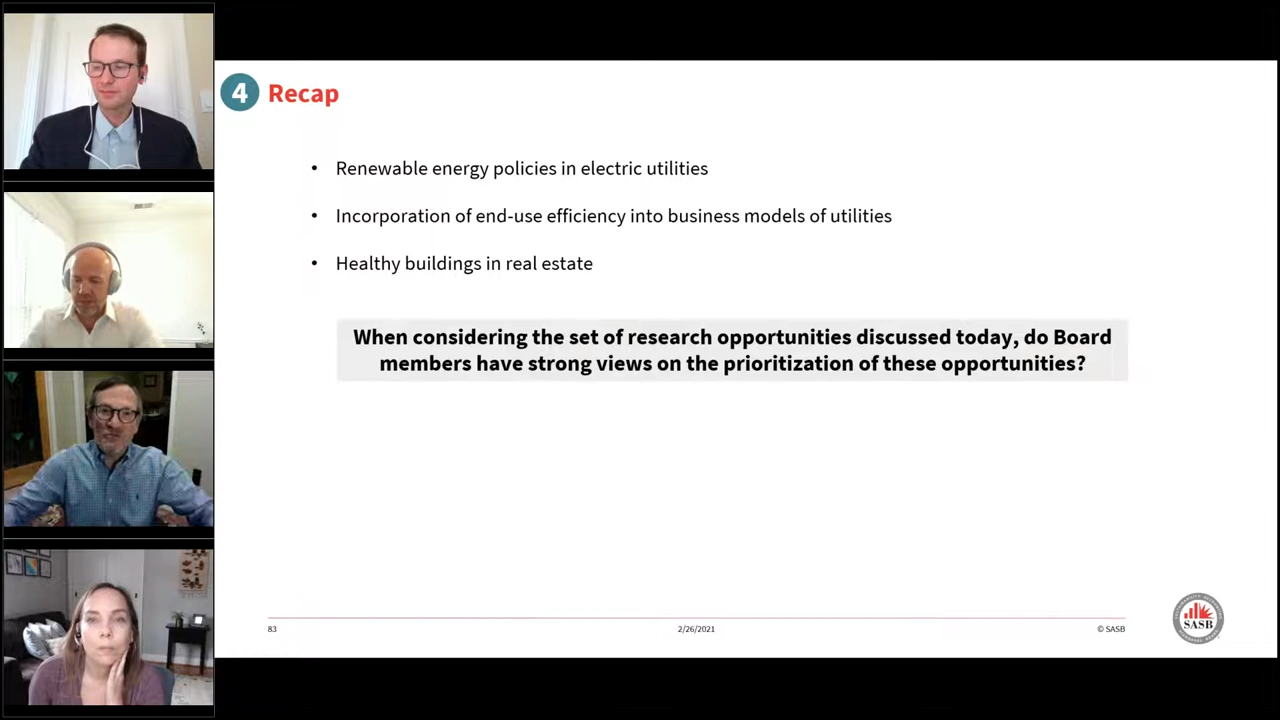 4 Recap
• Renewable energy policies in electric utilities
• Incorporation of end-use efficiency into business models of utilities
• Healthy buildings in real estate
When considering the set of research opportunities discussed today, do Board
members have strong views on the prioritization of these opportunities?
83
2/26/2021
© SASB
SASB